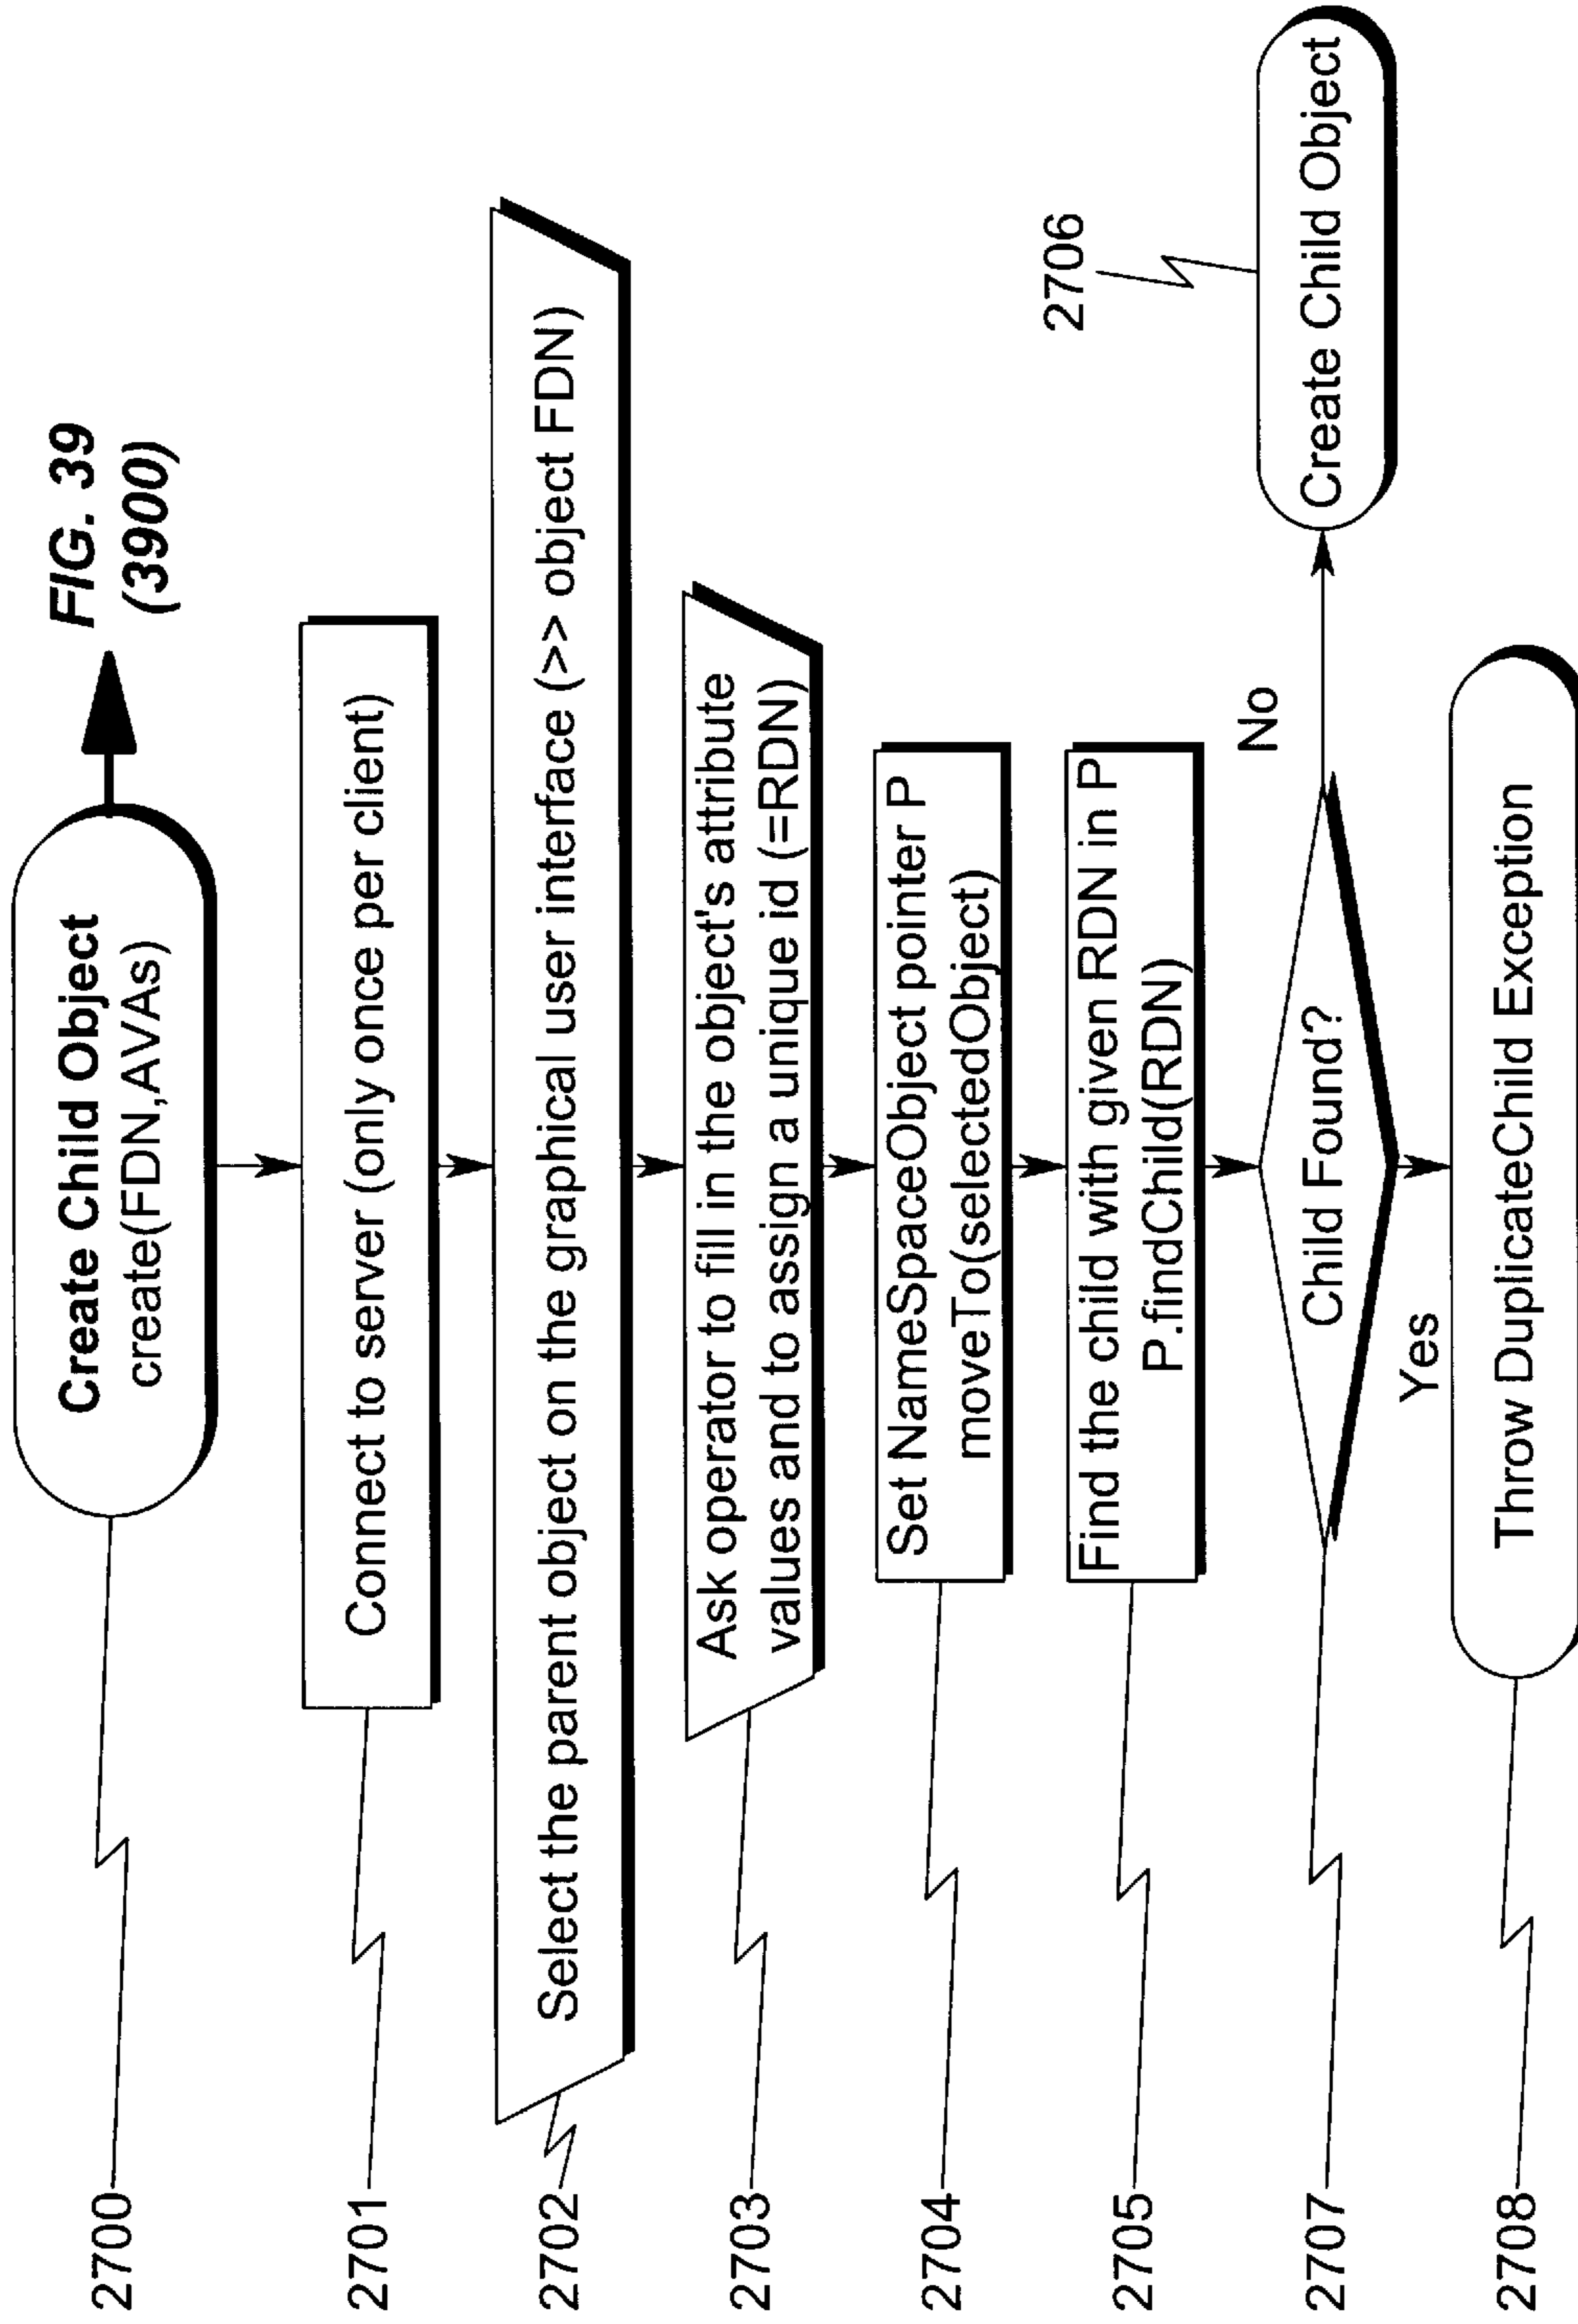 Create Child Object
create(FDN,AVAs)
FIG. 39
(3900)
2700
Connect to server (only once per client)
2701
Select the parent object on the graphical user interface (>> object FDN)
2702
Ask operator to fill in the object's attribute
values and to assign a unique id (=RDN)
2703
Set NameSpaceObject pointer P
moveTo(selectedObject)
2704
Find the child with given RDN in P
P.findChild(RDN)
2705
Child Found?
2707
No
2706
Create Child Object
Yes
Throw DuplicateChild Exception
2708